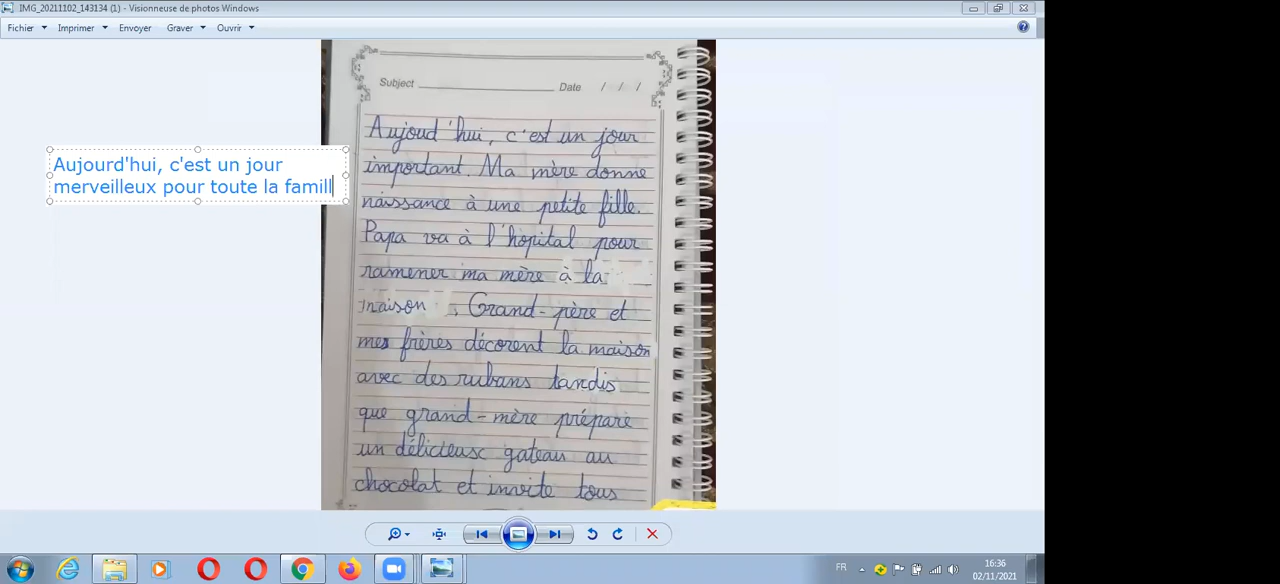 IMG_20211102_143134 (1) - Visionneuse de photos Windows
Fichier Imprimer Envoyer Graver Ouvrir
Subject Date / / /
Aujoud'hui, c'est un jour
important. Ma mère donne
Aujourd'hui, c'est un jour
merveilleux pour toute la famill
naissance à une petite fille.
Papa va à l'hôpital pour
ramener ma mère à la
maison . Grand-père et
mes frères décorent la maison
avec des rubans tandis
que grand-mère prépare
un délicieux gateau au
chocolat et invite tous
FR 16:36
02/11/2021